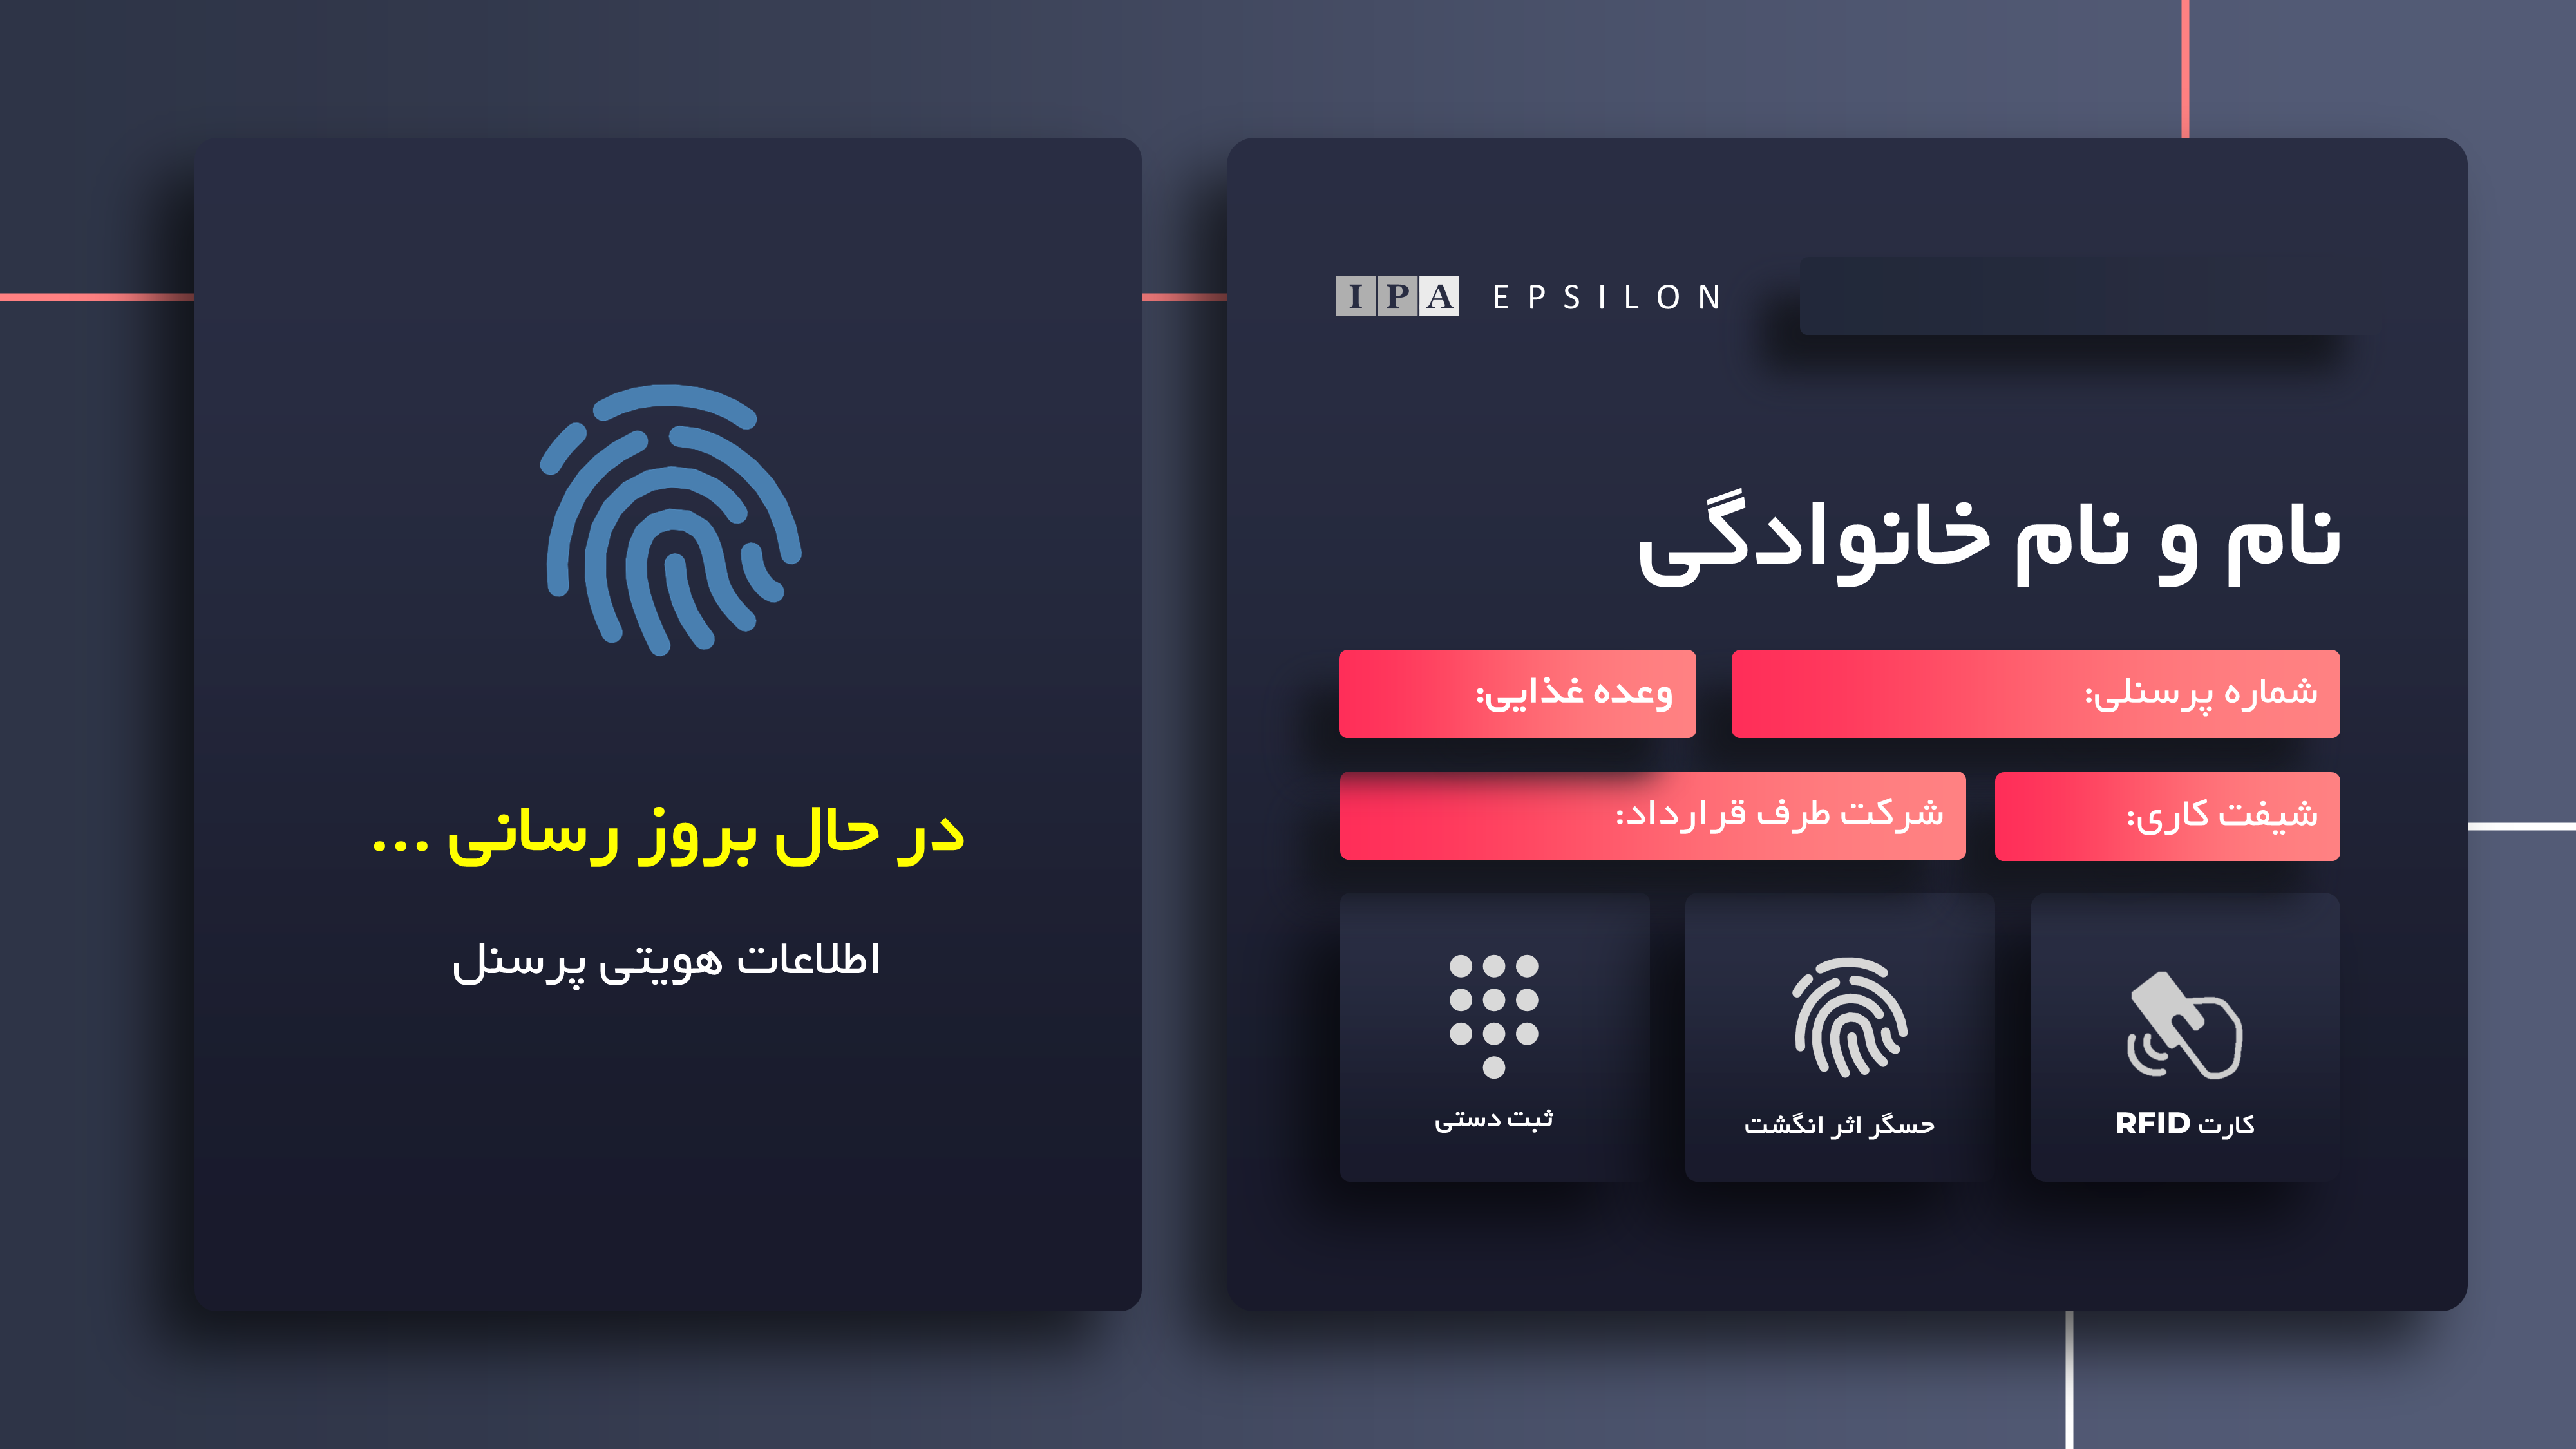 IPA EPSILON
نام و نام خانوادگی
شماره پرسنلی:
وعده غذایی:
شیفت کاری:
شرکت طرف قرارداد:
کارت RFID
حسگر اثر انگشت
ثبت دستی
در حال بروز رسانی ...
اطلاعات هویتی پرسنل